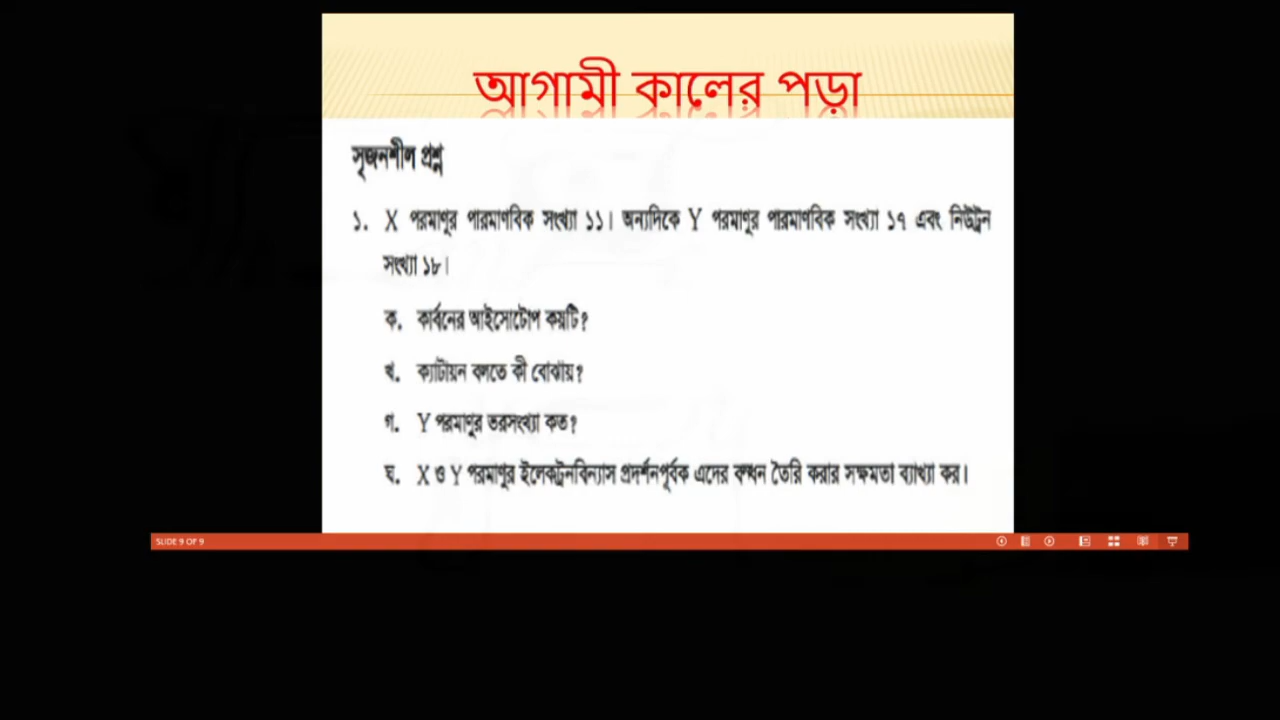 আগামী কালের পড়া
সৃজনশীল প্রশ্ন
১. X পরমাণুর পারমাণবিক সংখ্যা ১১। অন্যদিকে Y পরমাণুর পারমাণবিক সংখ্যা ১৭ এবং নিউট্রন
সংখ্যা ১৮।
ক. কার্বনের আইসোটোপ কয়টি?
খ. ক্যাটায়ন বলতে কী বোঝায়?
গ. Y পরমাণুর ভরসংখ্যা কত?
ঘ. X ও Y পরমাণুর ইলেকট্রনবিন্যাস প্রদর্শনপূর্বক এদের বন্ধন তৈরি করার সক্ষমতা ব্যাখ্যা কর।
SLIDE 9 OF 9